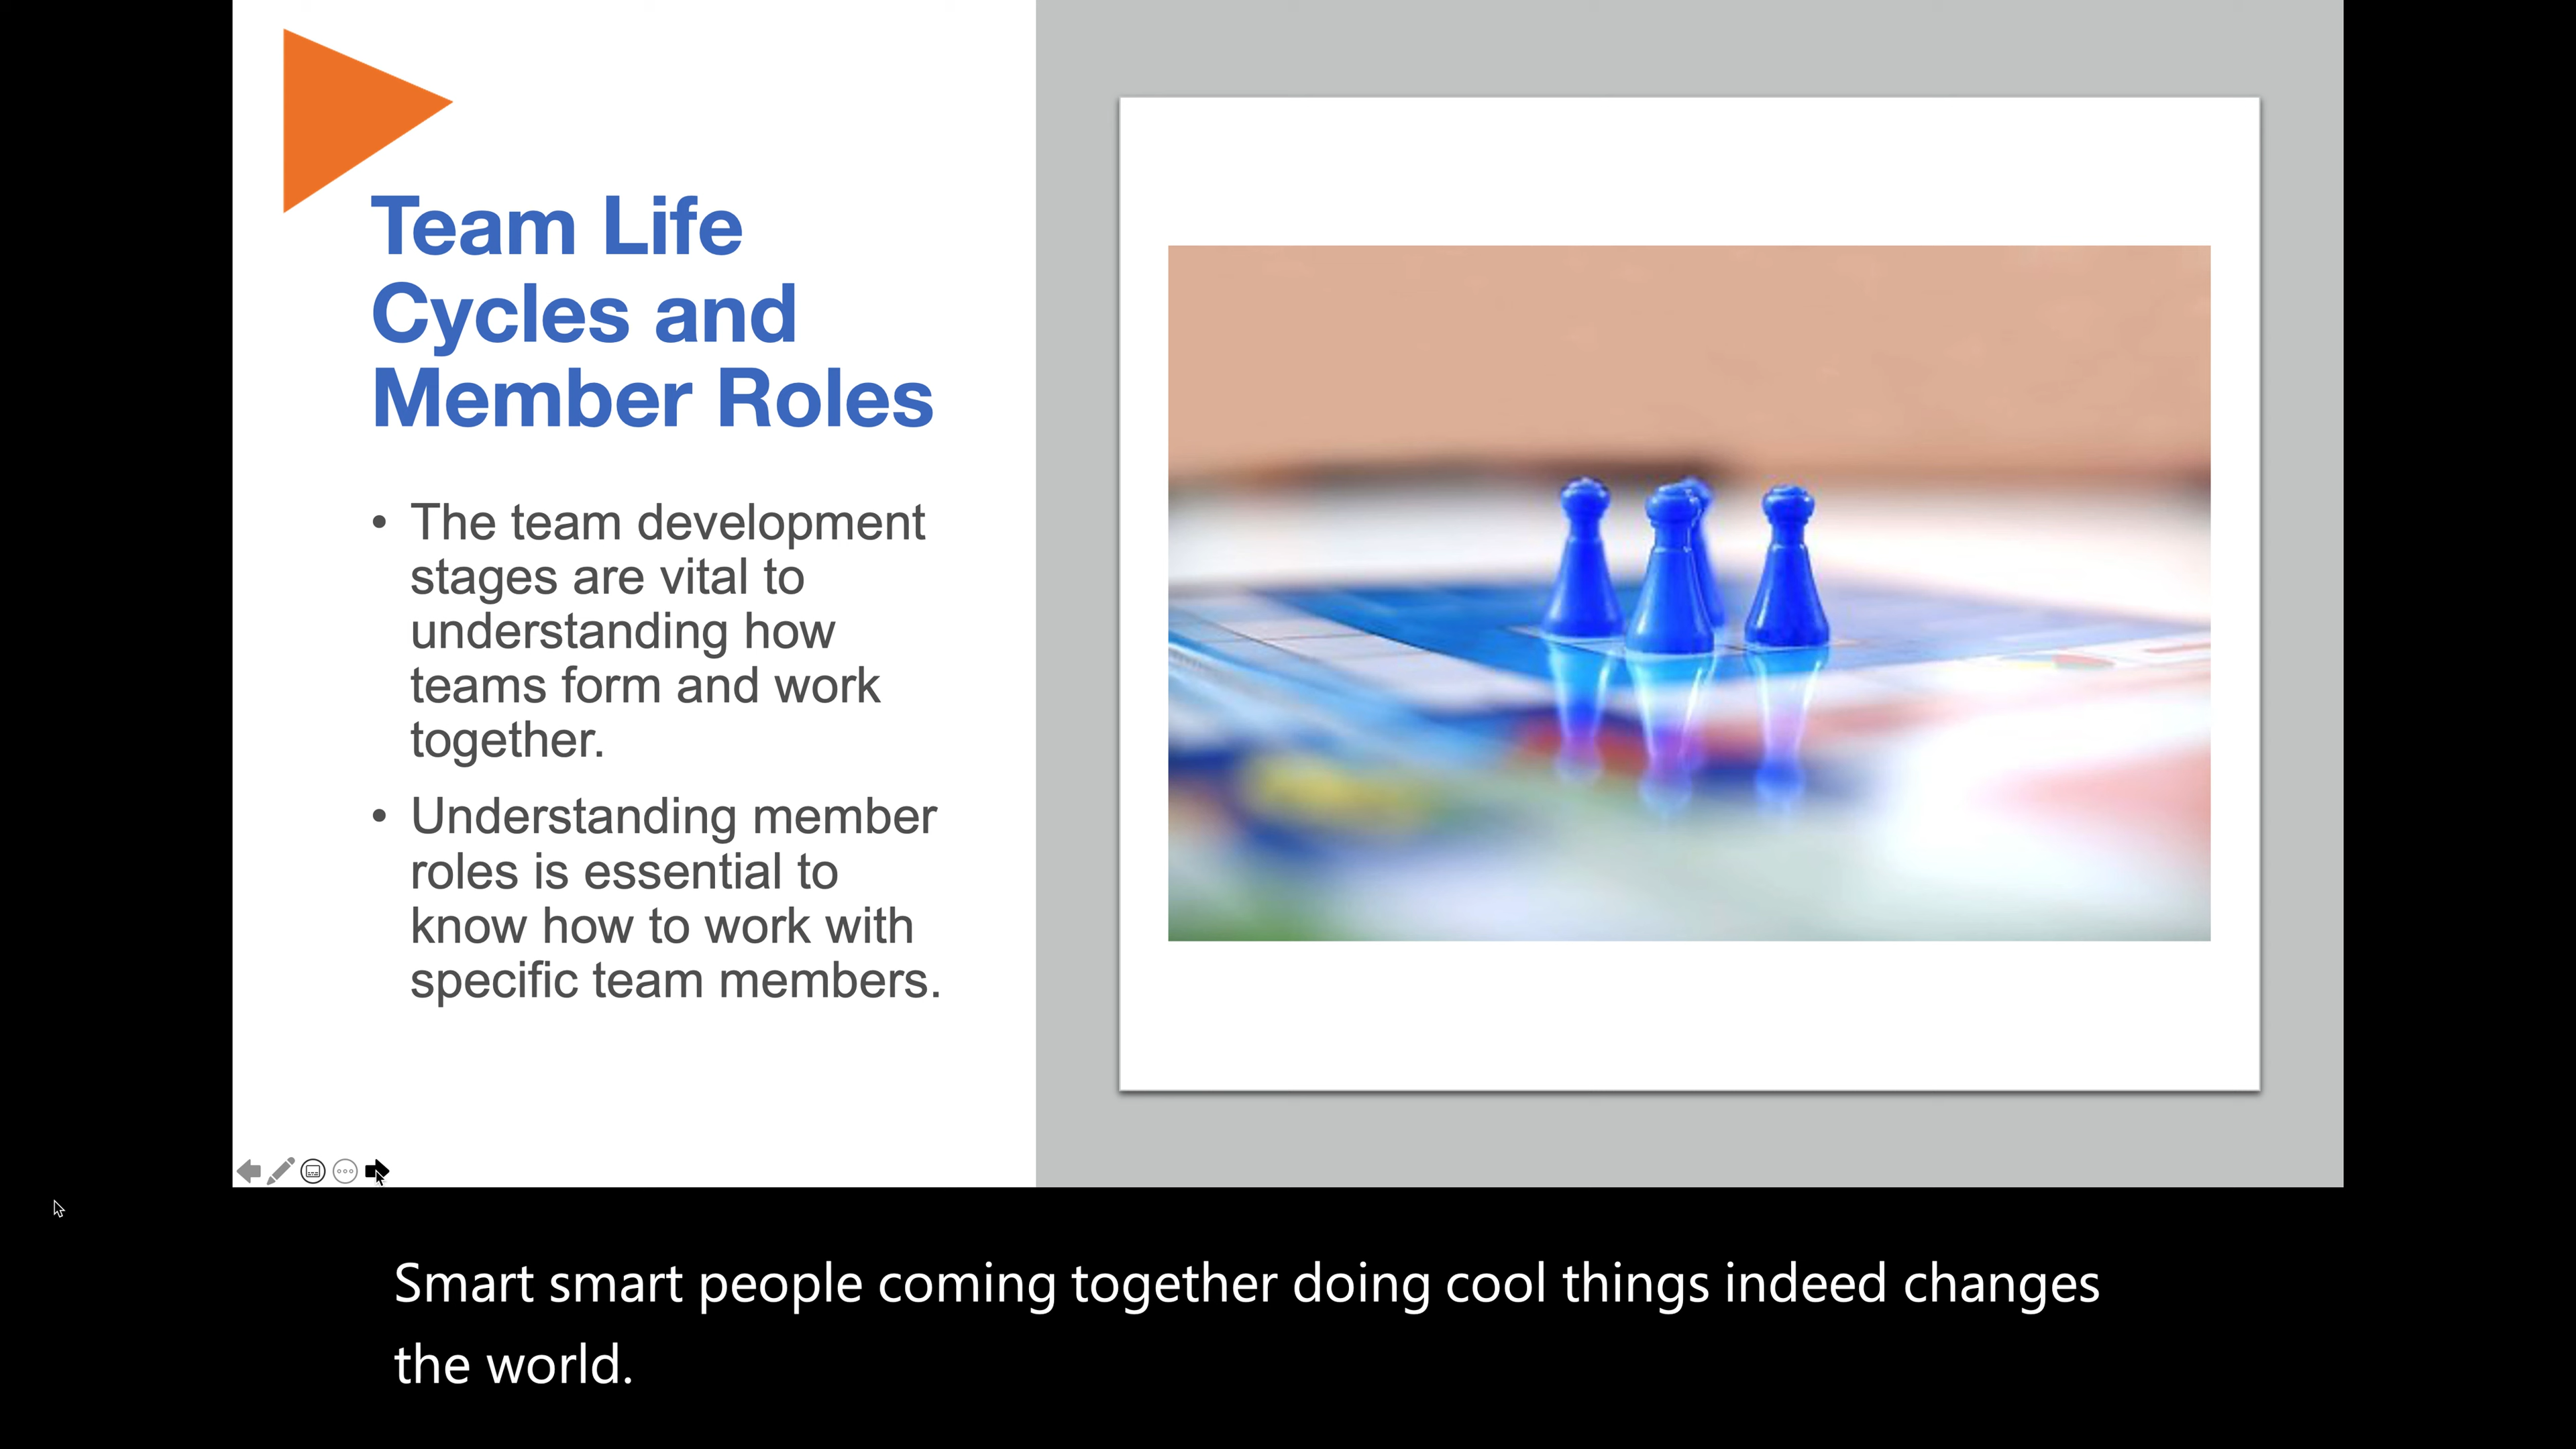 Team Life
Cycles and
Member Roles
• The team development
stages are vital to
understanding how
teams form and work
together.
• Understanding member
roles is essential to
know how to work with
specific team members.
Smart smart people coming together doing cool things indeed changes
the world.